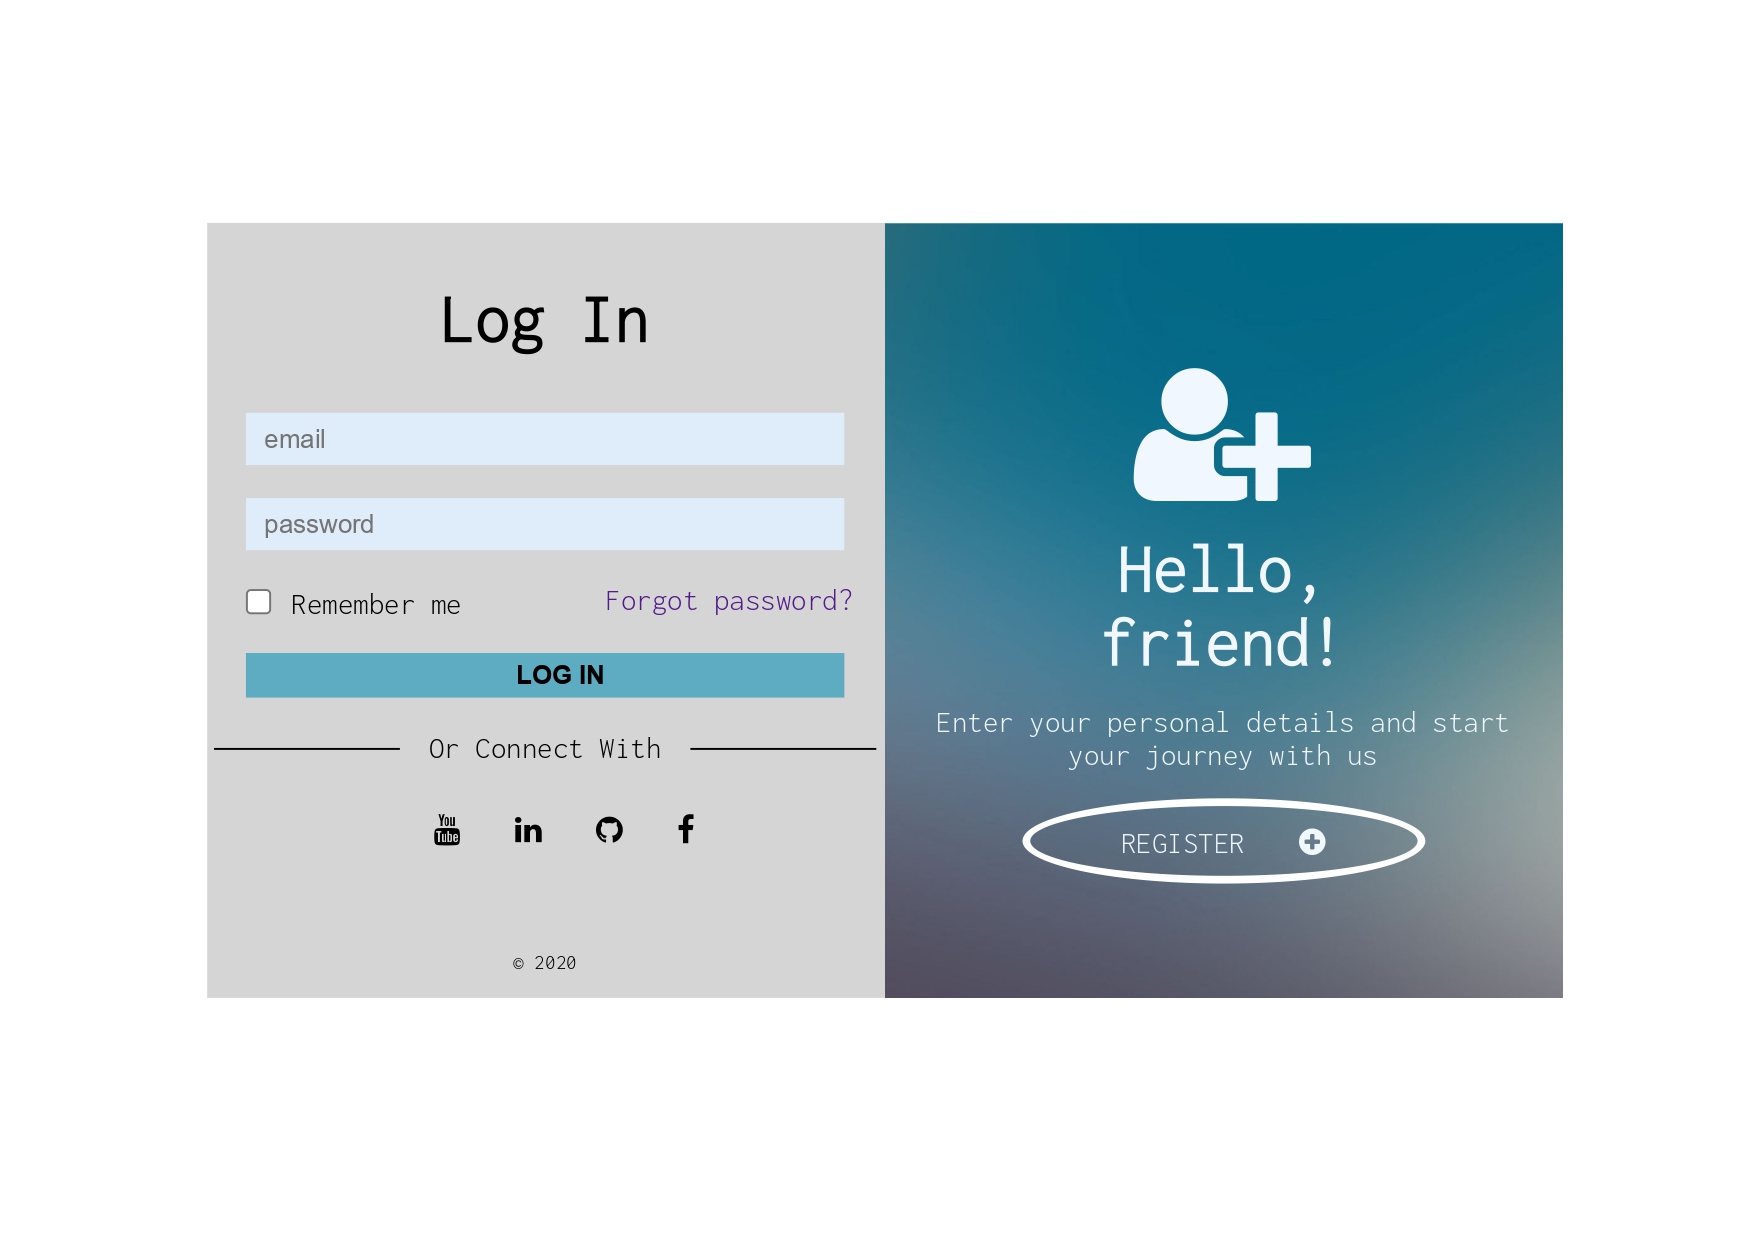 Log In
email
password
Remember me
Forgot password?
LOG IN
Or Connect With
You
Tube
in
f
© 2020
Hello,
friend!
Enter your personal details and start
your journey with us
REGISTER